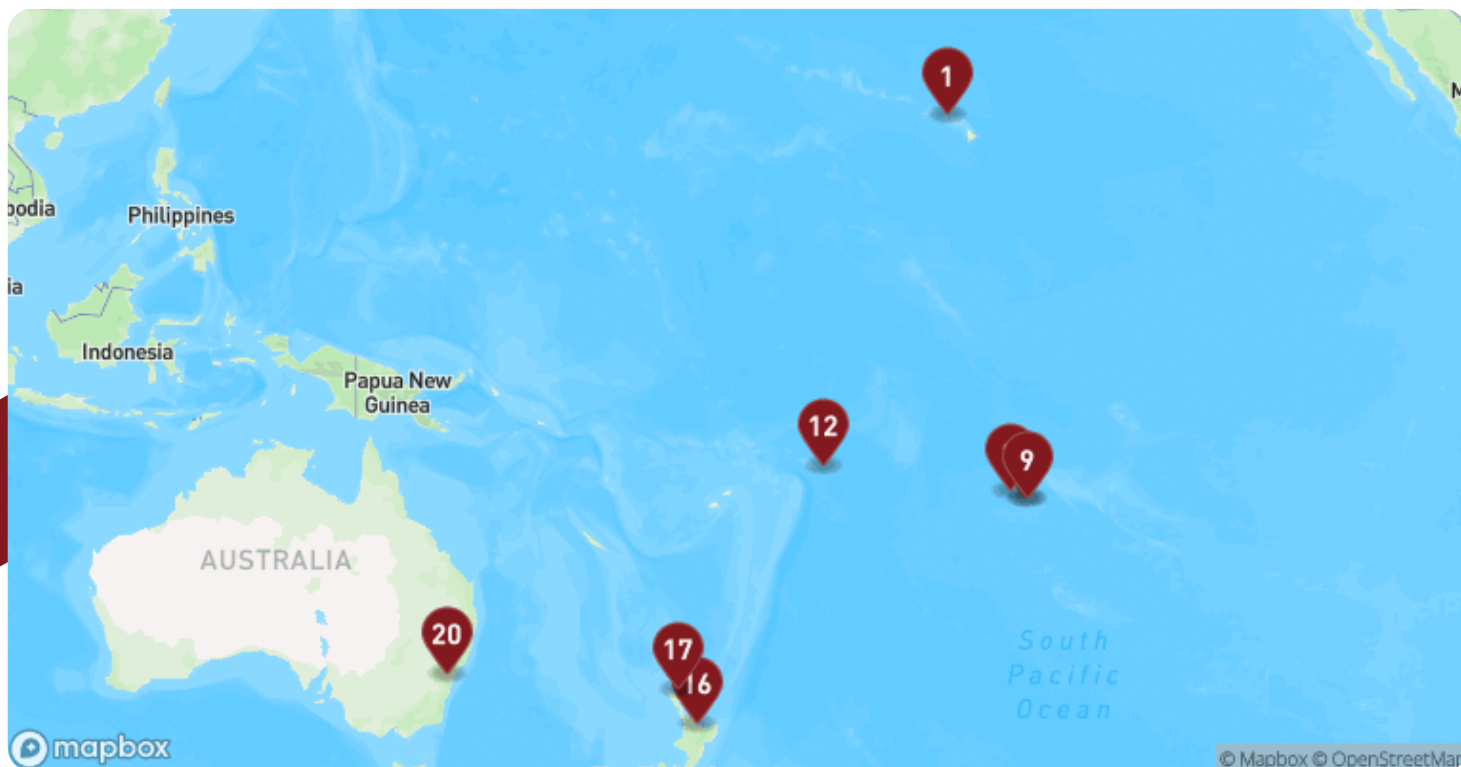 1
bodia
Philippines
ia
Indonesia
Papua New
Guinea
12
9
AUSTRALIA
20
17
16
South
Pacific
Ocean
M
mapbox
© Mapbox © OpenStreetMap